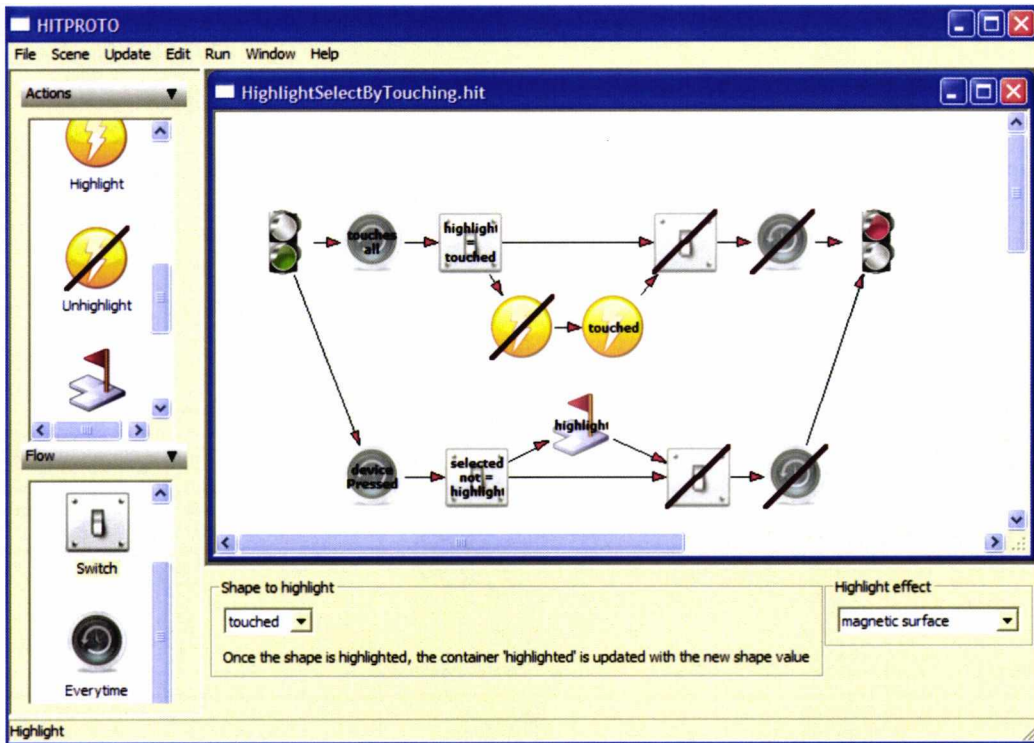 HITPROTO
File Scene Update Edit Run Window Help
Actions
Highlight
Unhighlight
Flow
Switch
Everytime
HighlightSelectByTouching.hit
touches
all
highlight
=
touched
touched
highlight
device
Pressed
selected
not =
highlight
Shape to highlight
touched
Once the shape is highlighted, the container 'highlighted' is updated with the new shape value
Highlight effect
magnetic surface
Highlight